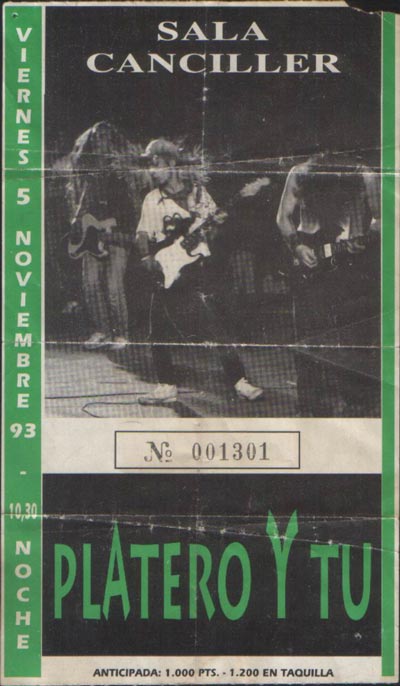 SALA
CANCILLER
VIERNES 5 NOVIEMBRE 93 - 10,30 NOCHE
Nº 001301
PLATERO Y TU
ANTICIPADA: 1.000 PTS. - 1.200 EN TAQUILLA